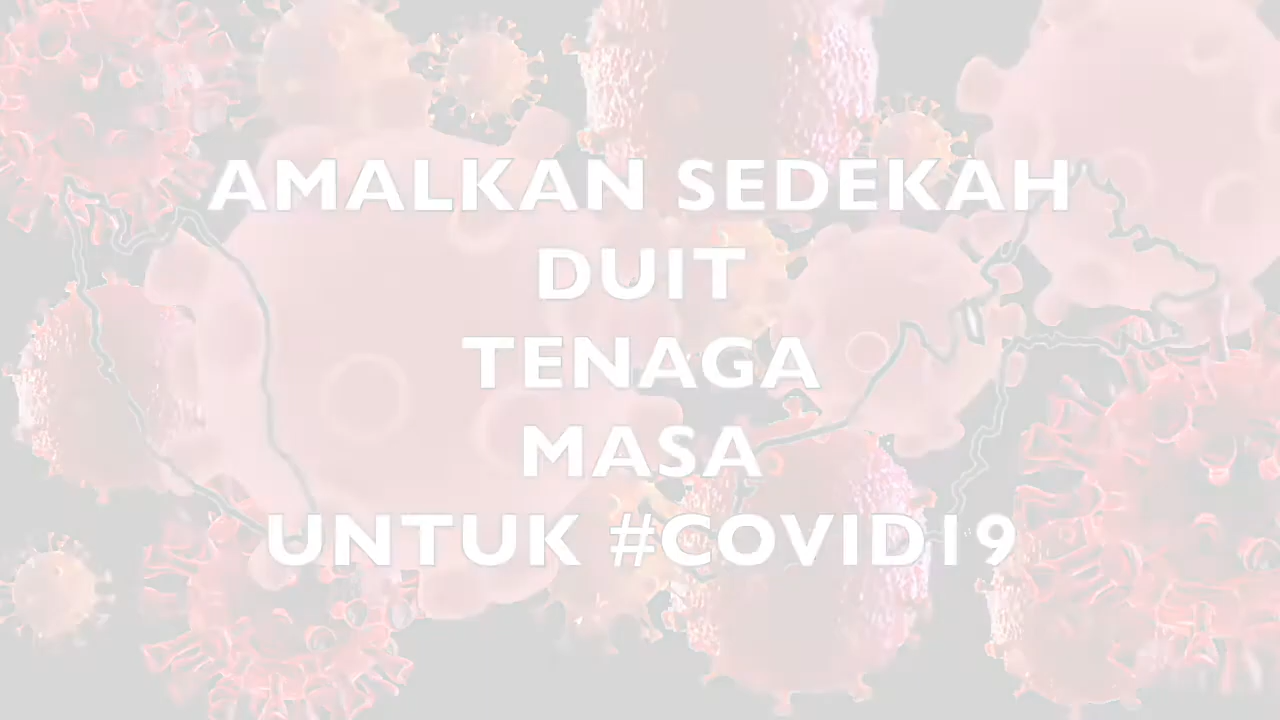 AMALKAN SEDEKAH
DUIT
TENAGA
MASA
UNTUK #COVID19